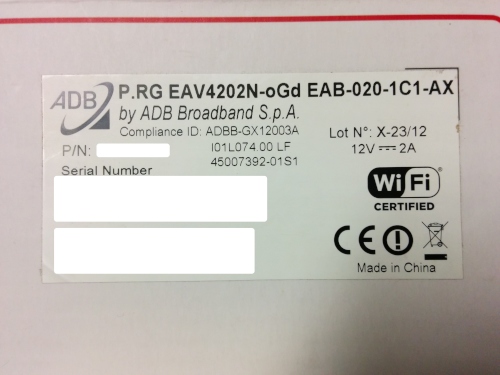 ADB
P.RG EAV4202N-oGd EAB-020-1C1-AX
by ADB Broadband S.p.A.
Compliance ID: ADBB-GX12003A
Lot N°: X-23/12
P/N:
I01L074.00 LF
12V ⎓ 2A
Serial Number
45007392-01S1
Wi Fi
CERTIFIED
CE
Made in China